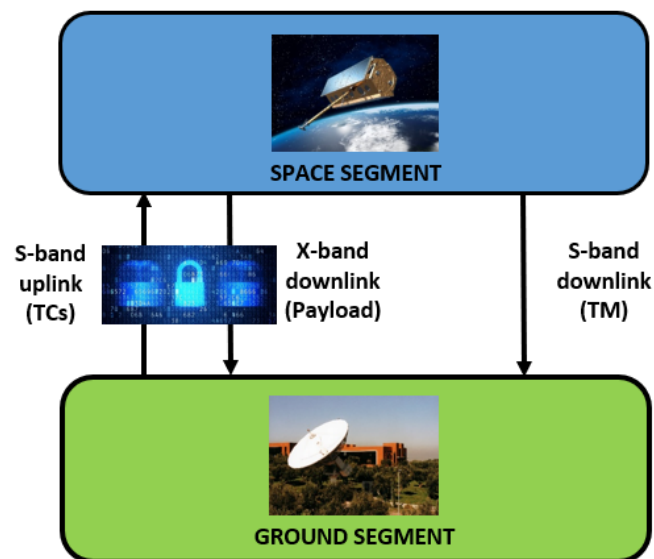 SPACE SEGMENT
S-band
uplink
(TCs)
X-band
downlink
(Payload)
S-band
downlink
(TM)
GROUND SEGMENT